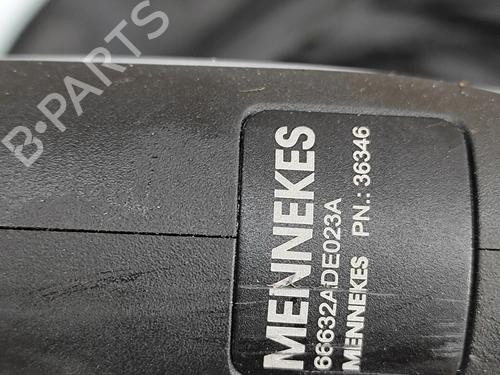 B-PARTS
MENNEKES
66632ADE023A
MENNEKES PN.: 36346